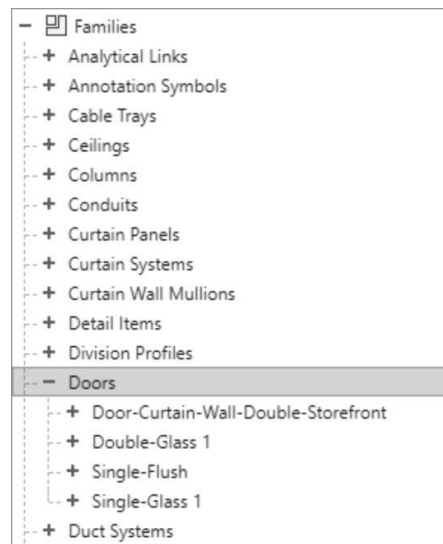 Families
Analytical Links
Annotation Symbols
Cable Trays
Ceilings
Columns
Conduits
Curtain Panels
Curtain Systems
Curtain Wall Mullions
Detail Items
Division Profiles
Doors
Door-Curtain-Wall-Double-Storefront
Double-Glass 1
Single-Flush
Single-Glass 1
Duct Systems